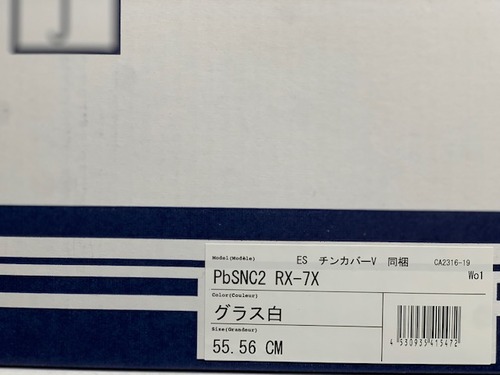 J
Model(Modèle)
ES チンカバーV 同梱 CA2316-19
PbSNC2 RX-7X Wo1
Color(Couleur)
グラス白
Size(Grandeur)
55.56 CM
4 530935 415472